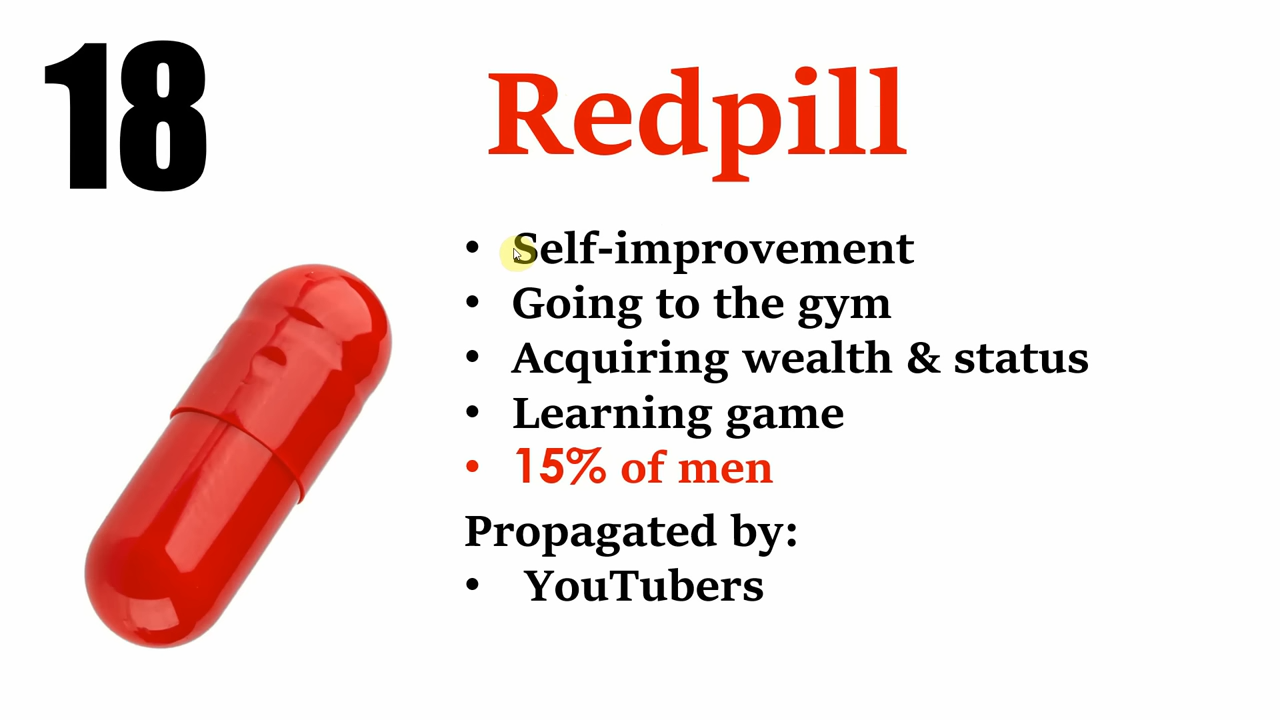 18
Redpill
• Self-improvement
• Going to the gym
• Acquiring wealth & status
• Learning game
• 15% of men
Propagated by:
• YouTubers